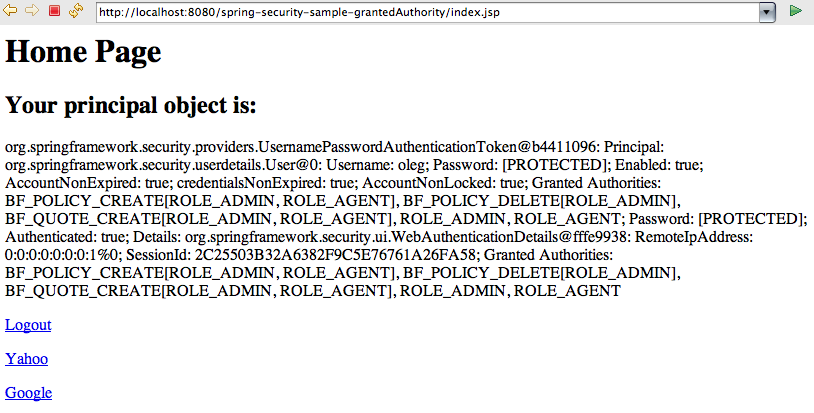 http://localhost:8080/spring-security-sample-grantedAuthority/index.jsp
Home Page
Your principal object is:
org.springframework.security.providers.UsernamePasswordAuthenticationToken@b4411096: Principal:
org.springframework.security.userdetails.User@0: Username: oleg; Password: [PROTECTED]; Enabled: true;
AccountNonExpired: true; credentialsNonExpired: true; AccountNonLocked: true; Granted Authorities:
BF_POLICY_CREATE[ROLE_ADMIN, ROLE_AGENT], BF_POLICY_DELETE[ROLE_ADMIN],
BF_QUOTE_CREATE[ROLE_ADMIN, ROLE_AGENT], ROLE_ADMIN, ROLE_AGENT; Password: [PROTECTED];
Authenticated: true; Details: org.springframework.security.ui.WebAuthenticationDetails@fffe9938: RemoteIpAddress:
0:0:0:0:0:0:0:1%0; SessionId: 2C25503B32A6382F9C5E76761A26FA58; Granted Authorities:
BF_POLICY_CREATE[ROLE_ADMIN, ROLE_AGENT], BF_POLICY_DELETE[ROLE_ADMIN],
BF_QUOTE_CREATE[ROLE_ADMIN, ROLE_AGENT], ROLE_ADMIN, ROLE_AGENT
Logout
Yahoo
Google